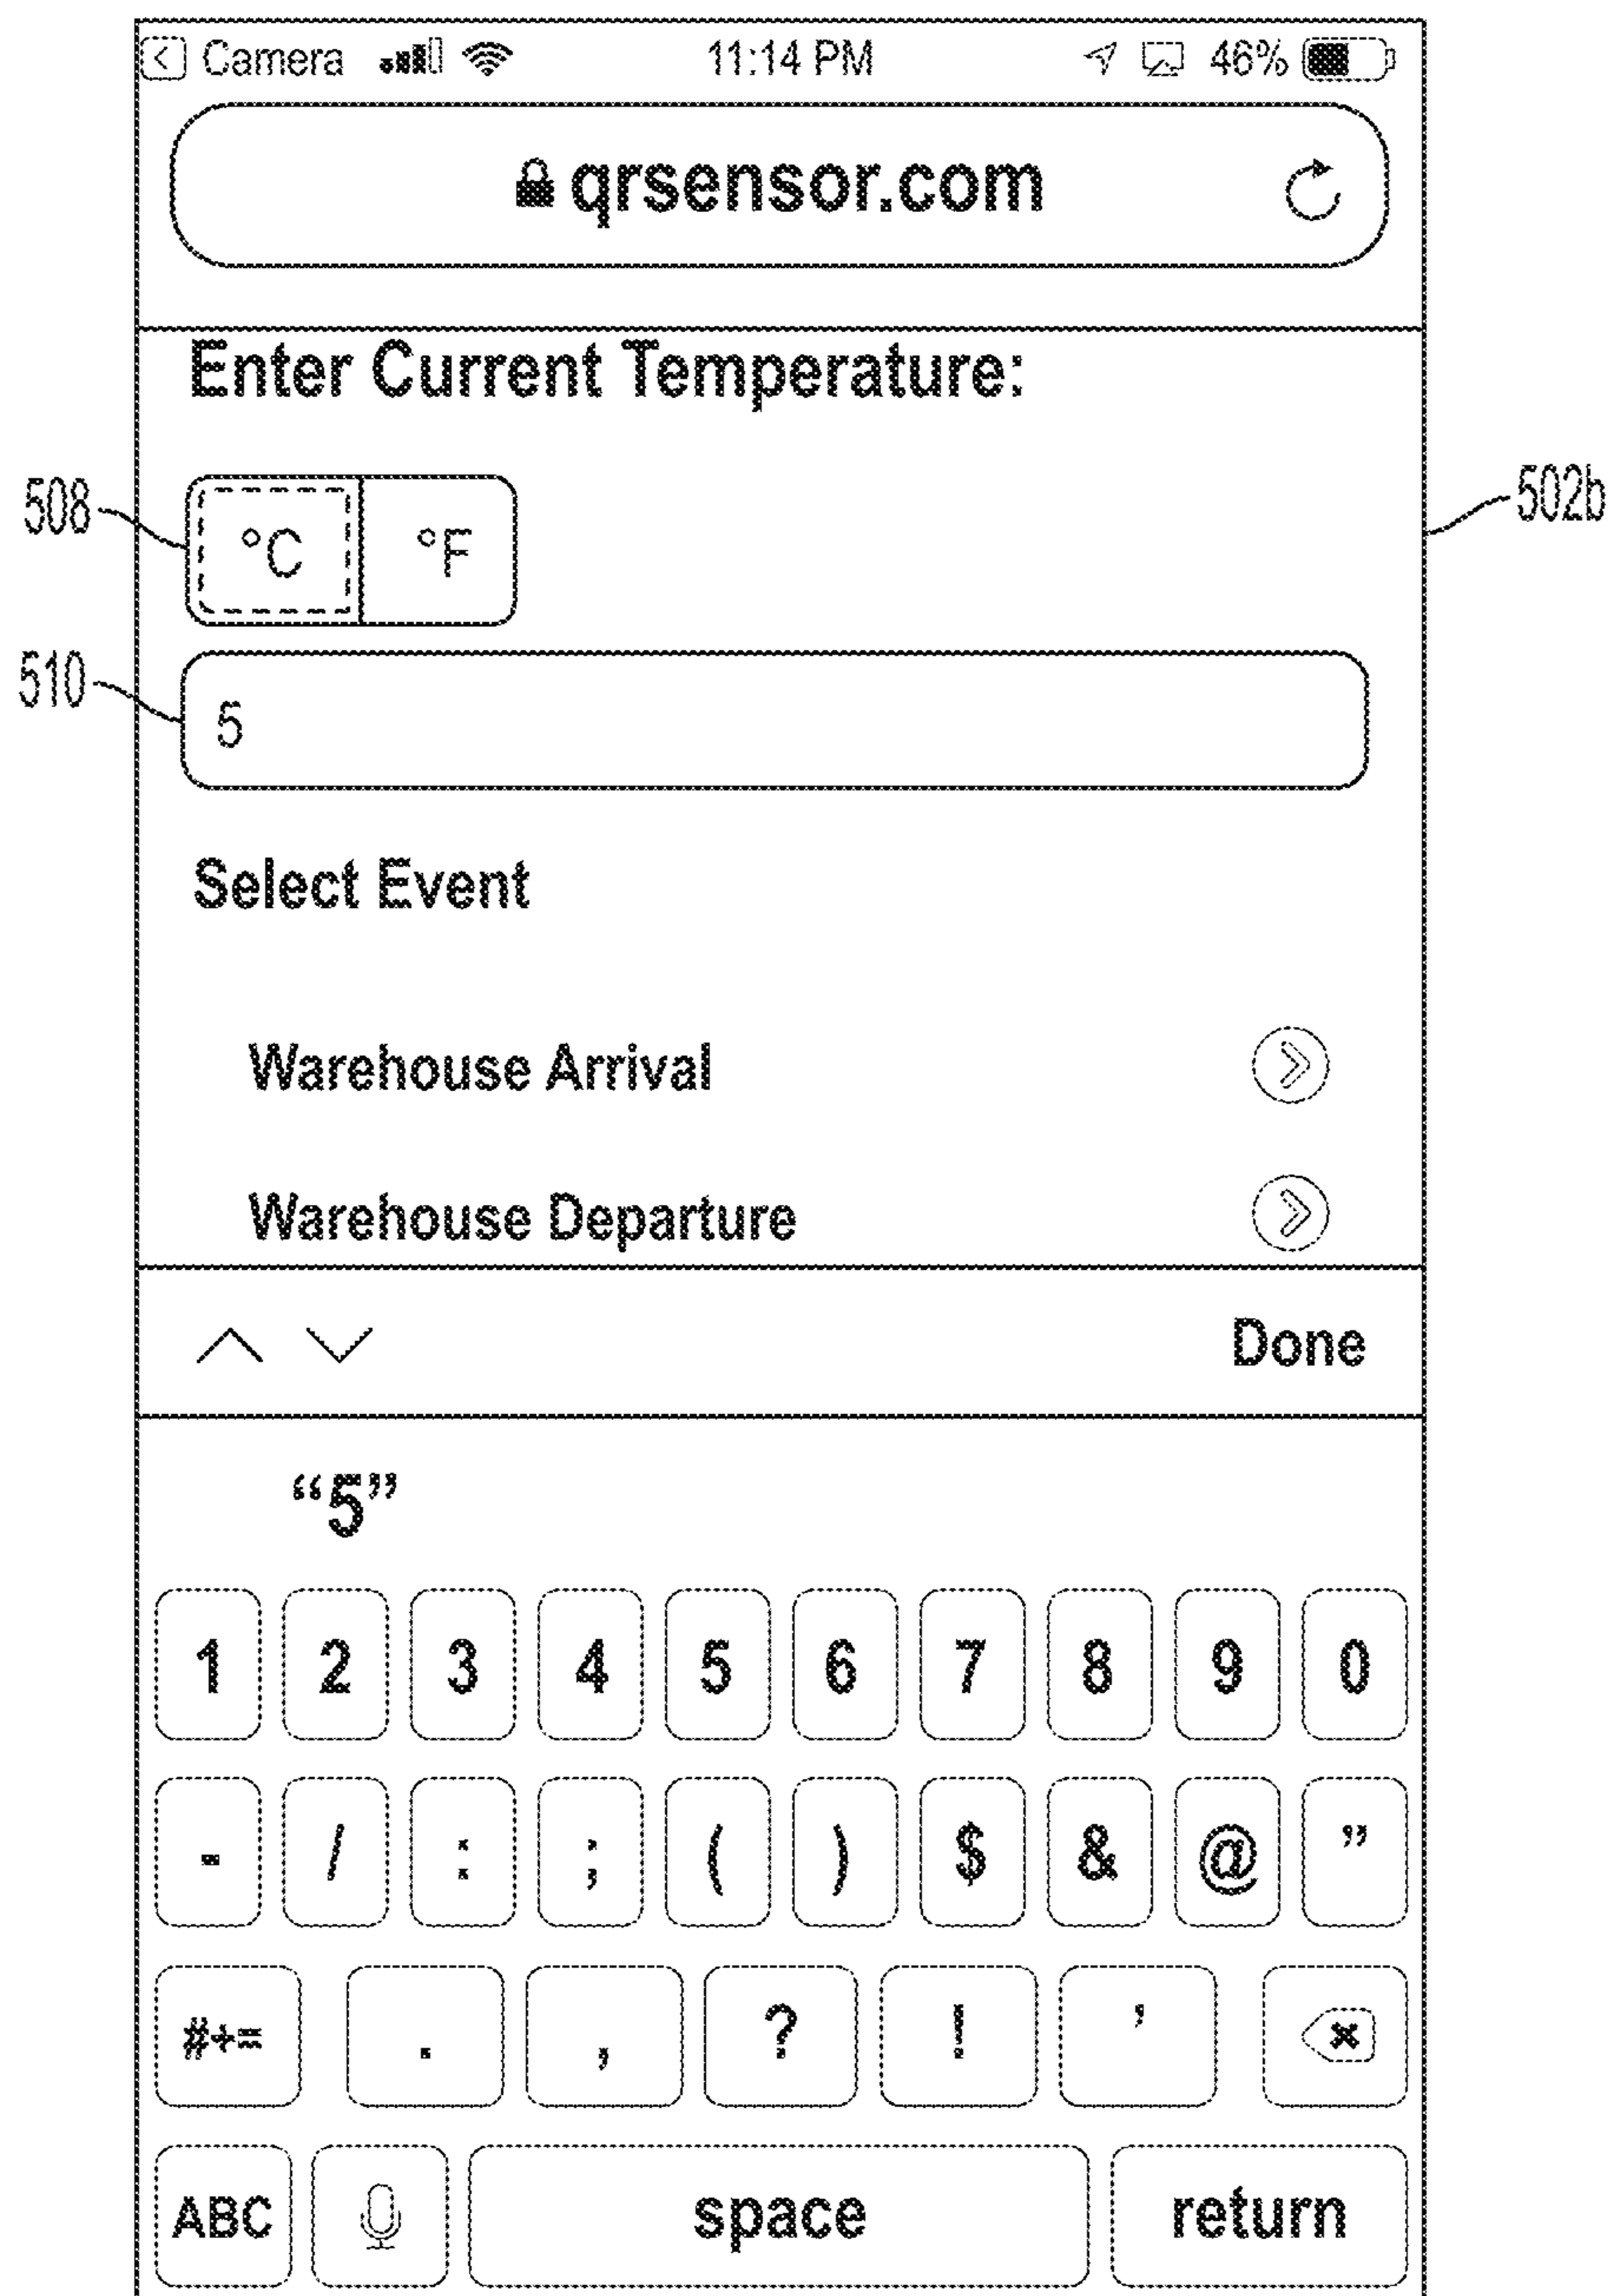 Camera 11:14 PM 46%
qrsensor.com
Enter Current Temperature:
508 °C °F 502b
510 5
Select Event
Warehouse Arrival
Warehouse Departure
Done
“5”
1 2 3 4 5 6 7 8 9 0
- / : ; ( ) $ & @ ”
#+= . , ? ! ’
ABC space return